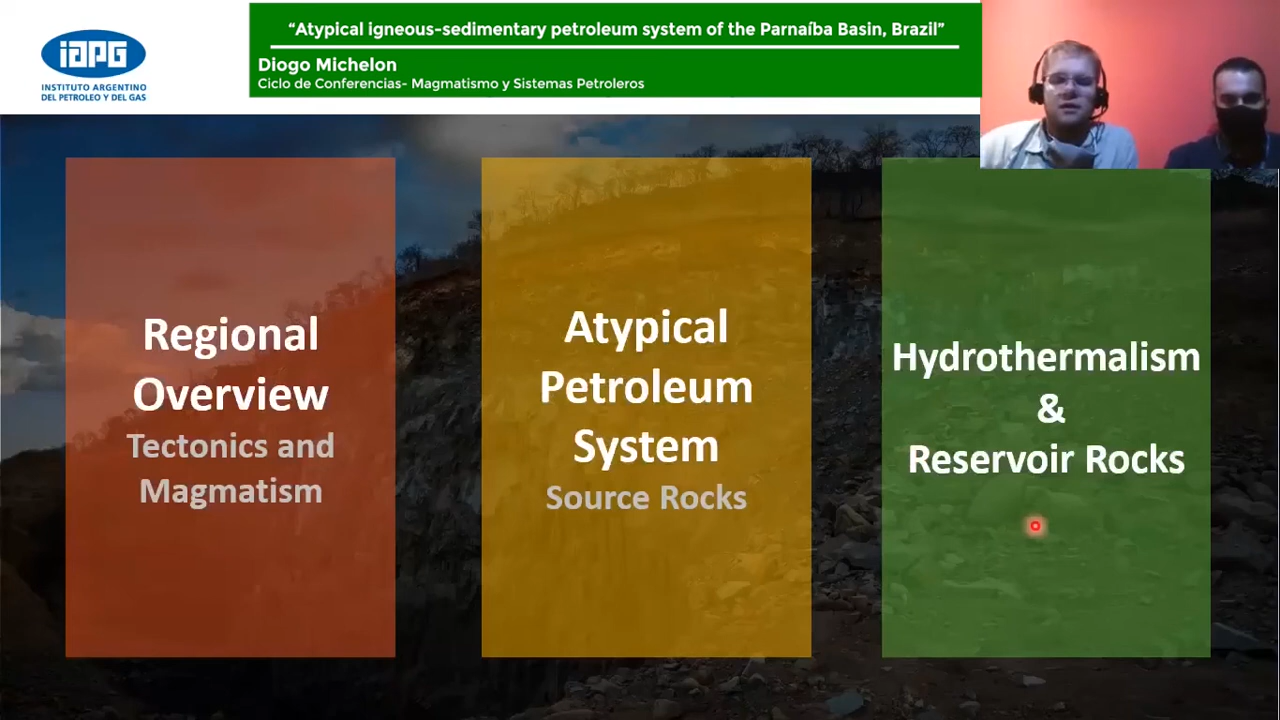 iAPG
INSTITUTO ARGENTINO
DEL PETROLEO Y DEL GAS
“Atypical igneous-sedimentary petroleum system of the Parnaíba Basin, Brazil”
Diogo Michelon
Ciclo de Conferencias- Magmatismo y Sistemas Petroleros
Regional
Overview
Tectonics and
Magmatism
Atypical
Petroleum
System
Source Rocks
Hydrothermalism
&
Reservoir Rocks